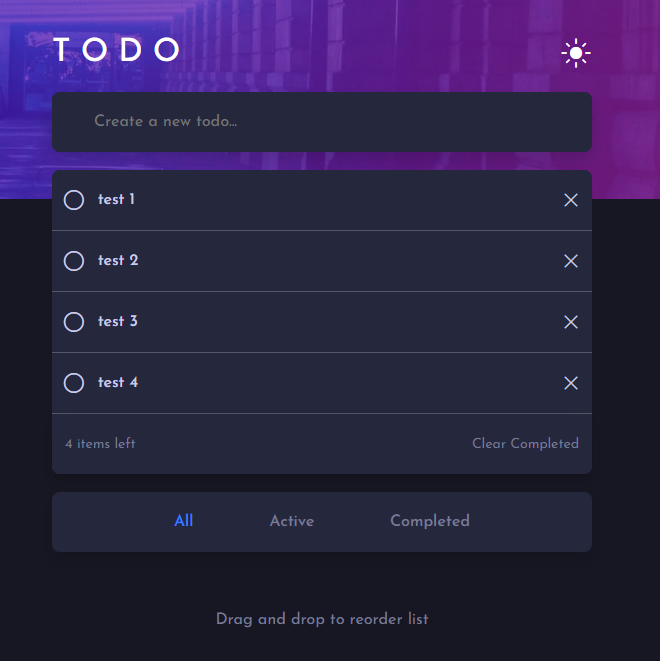 TODO
Create a new todo...
test 1
test 2
test 3
test 4
4 items left
Clear Completed
All
Active
Completed
Drag and drop to reorder list